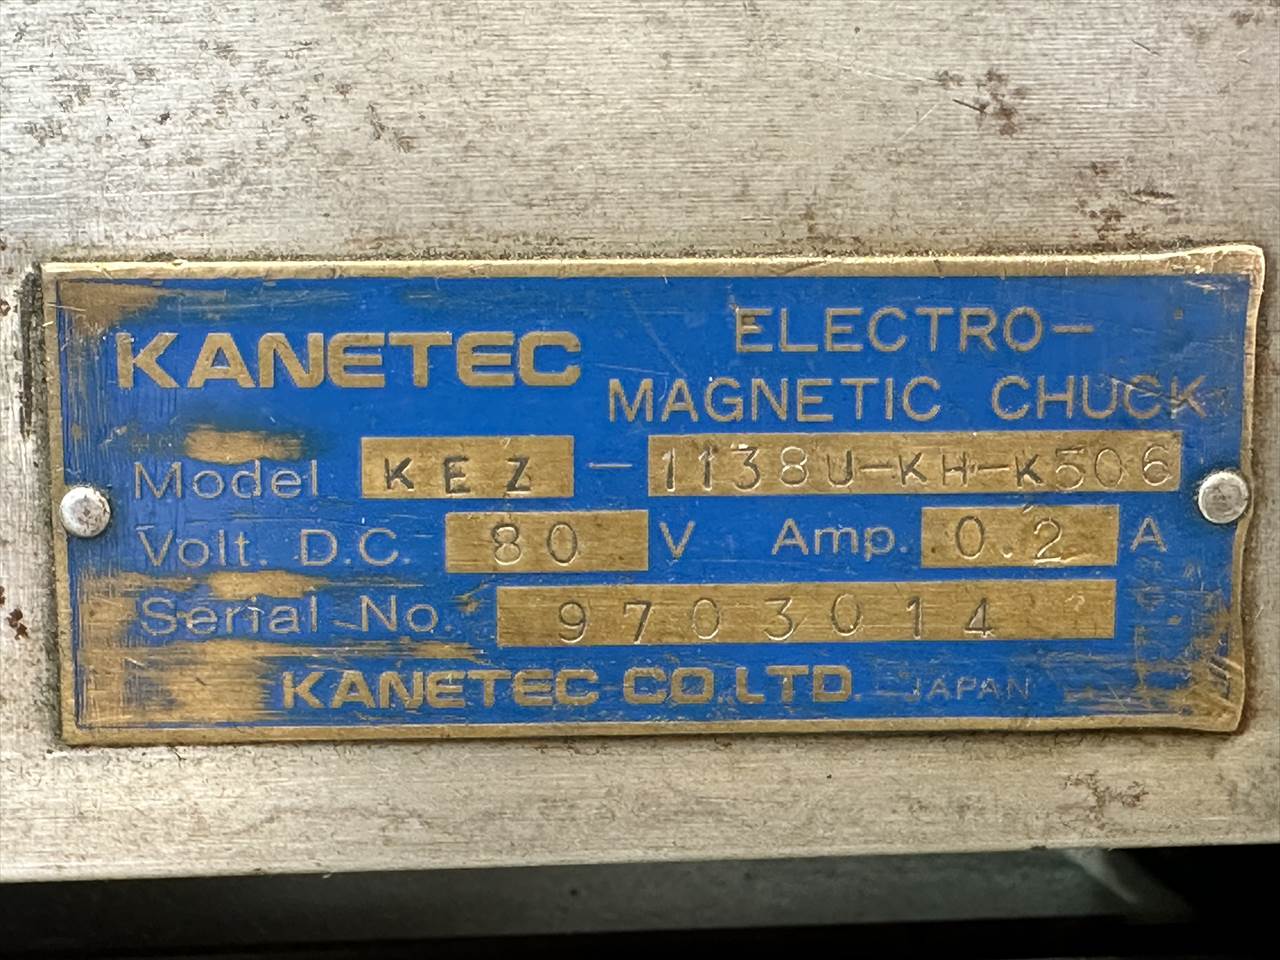 KANETEC
ELECTRO-
MAGNETIC CHUCK
Model KEZ - 1138U-KH-K506
Volt. D.C. 80 V Amp. 0.2 A
Serial No. 9703014
KANETEC CO.,LTD. JAPAN